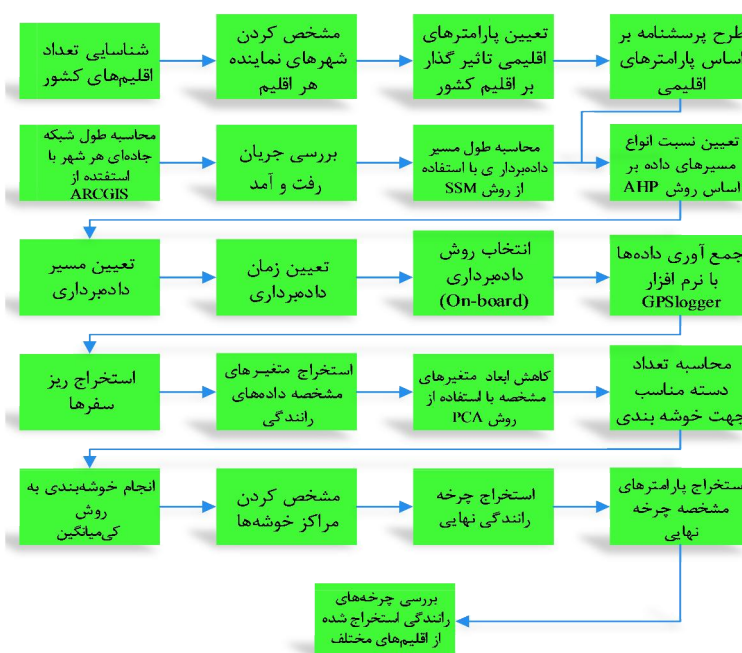 شناسایی تعداد
اقلیم‌های کشور
مشخص کردن
شهرهای نماینده
هر اقلیم
تعیین پارامترهای
اقلیمی تاثیر گذار
بر اقلیم کشور
طرح پرسشنامه بر
اساس پارامترهای
اقلیمی
محاسبه طول شبکه
جاده‌ای هر شهر با
استفتده از
ARCGIS
بررسی جریان
رفت و آمد
محاسبه طول مسیر
داده‌برداری با استفاده
از روش SSM
تعیین نسبت انواع
مسیرهای داده بر
اساس روش AHP
تعیین مسیر
داده‌برداری
تعیین زمان
داده‌برداری
انتخاب روش
داده‌برداری
(On-board)
جمع آوری داده‌ها
با نرم افزار
GPSlogger
استخراج ریز
سفرها
استخراج متغیرهای
مشخصه داده‌های
رانندگی
کاهش ابعاد متغیرهای
مشخصه با استفاده از
روش PCA
محاسبه تعداد
دسته مناسب
جهت خوشه بندی
انجام خوشه‌بندی به
روش
کی‌میانگین
مشخص کردن
مراکز خوشه‌ها
استخراج چرخه
رانندگی نهایی
استخراج پارامترهای
مشخصه چرخه
نهایی
بررسی چرخه‌های
رانندگی استخراج شده
از اقلیم‌های مختلف